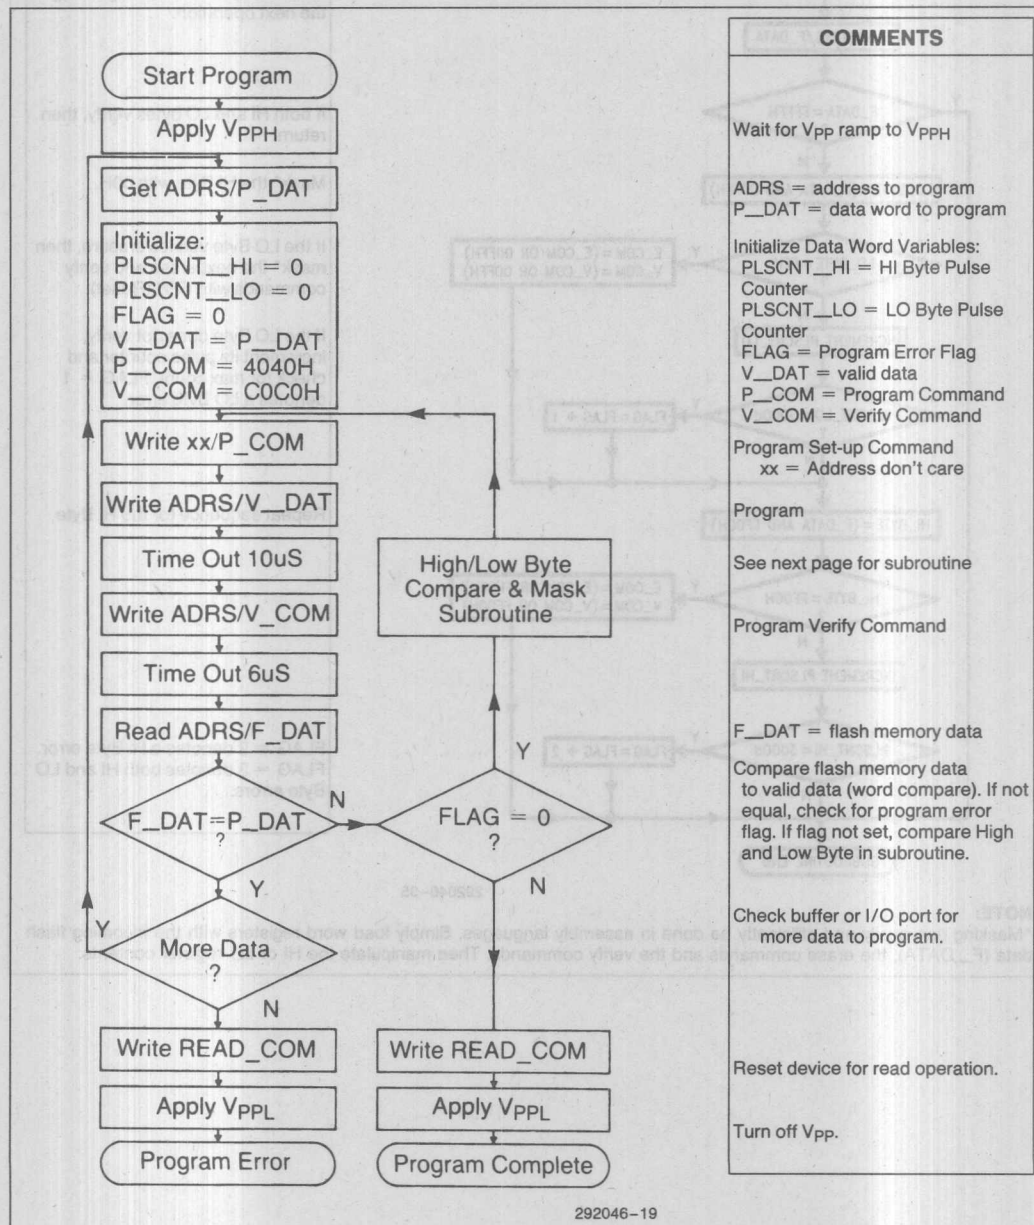 Start Program
Apply VPPH
Get ADRS/P_DAT
Initialize:
PLSCNT__HI = 0
PLSCNT__LO = 0
FLAG = 0
V__DAT = P__DAT
P__COM = 4040H
V__COM = C0C0H
Write xx/P_COM
Write ADRS/V__DAT
Time Out 10uS
Write ADRS/V_COM
Time Out 6uS
Read ADRS/F_DAT
F__DAT=P_DAT
?
N
Y
More Data
?
Y
N
Write READ_COM
Apply VPPL
Program Error
High/Low Byte
Compare & Mask
Subroutine
Y
FLAG = 0
?
N
Write READ_COM
Apply VPPL
Program Complete
COMMENTS
Wait for VPP ramp to VPPH
ADRS = address to program
P__DAT = data word to program
Initialize Data Word Variables:
PLSCNT__HI = HI Byte Pulse
Counter
PLSCNT__LO = LO Byte Pulse
Counter
FLAG = Program Error Flag
V__DAT = valid data
P__COM = Program Command
V__COM = Verify Command
Program Set-up Command
xx = Address don't care
Program
See next page for subroutine
Program Verify Command
F__DAT = flash memory data
Compare flash memory data
to valid data (word compare). If not
equal, check for program error
flag. If flag not set, compare High
and Low Byte in subroutine.
Check buffer or I/O port for
more data to program.
Reset device for read operation.
Turn off VPP.
292046-19